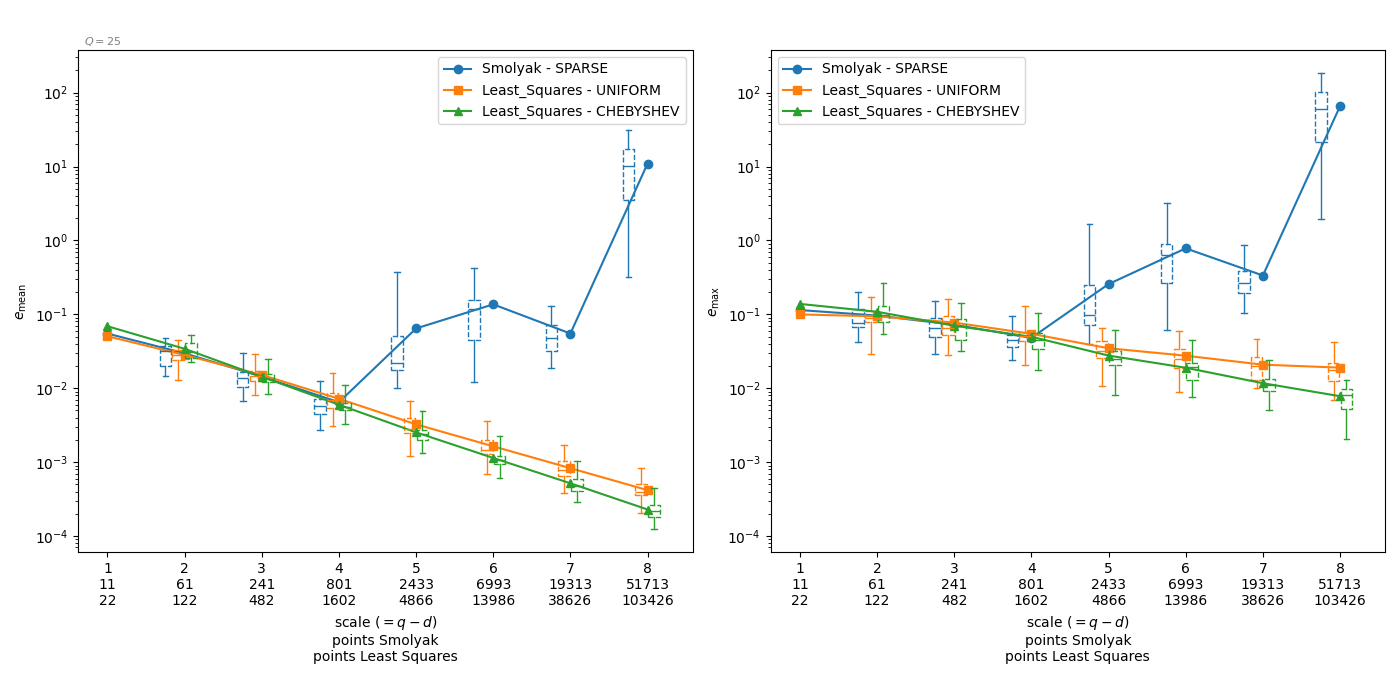 Q = 25
10²
10¹
10⁰
10⁻¹
10⁻²
10⁻³
10⁻⁴
e_mean
Smolyak - SPARSE
Least_Squares - UNIFORM
Least_Squares - CHEBYSHEV
1 2 3 4 5 6 7 8
11 61 241 801 2433 6993 19313 51713
22 122 482 1602 4866 13986 38626 103426
scale (= q − d)
points Smolyak
points Least Squares
10²
10¹
10⁰
10⁻¹
10⁻²
10⁻³
10⁻⁴
e_max
Smolyak - SPARSE
Least_Squares - UNIFORM
Least_Squares - CHEBYSHEV
1 2 3 4 5 6 7 8
11 61 241 801 2433 6993 19313 51713
22 122 482 1602 4866 13986 38626 103426
scale (= q − d)
points Smolyak
points Least Squares